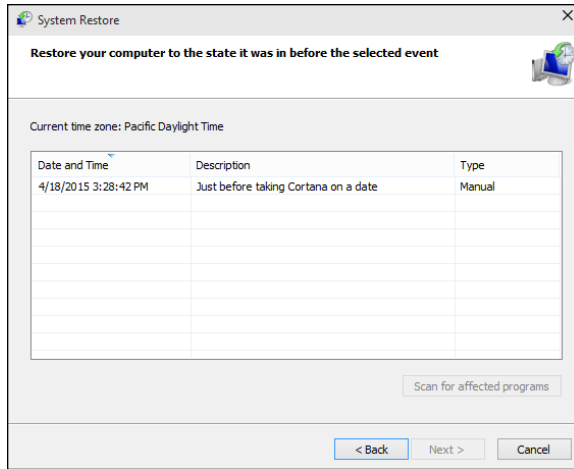 System Restore
Restore your computer to the state it was in before the selected event
Current time zone: Pacific Daylight Time
Date and Time Description Type
4/18/2015 3:28:42 PM Just before taking Cortana on a date Manual
Scan for affected programs
< Back Next > Cancel